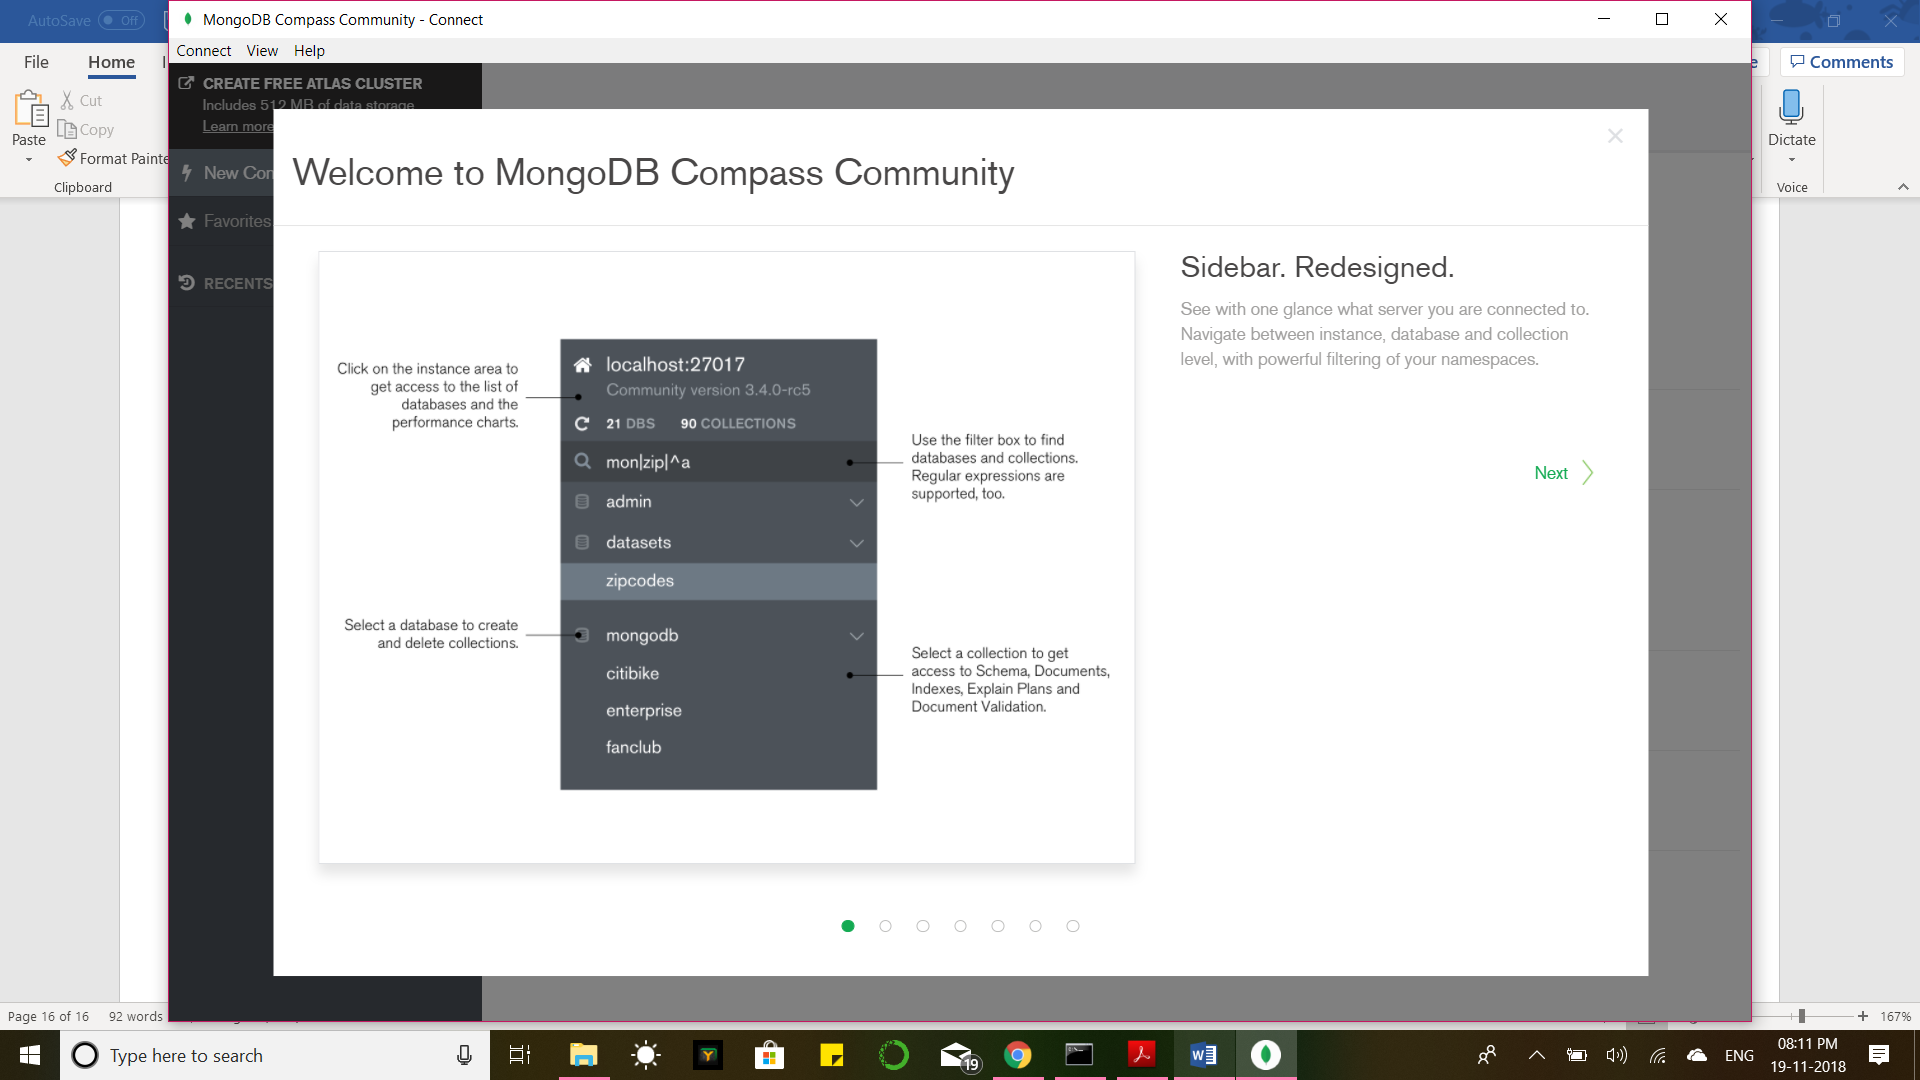 AutoSave Off
MongoDB Compass Community - Connect
Connect View Help
File Home
Comments
Cut
Copy
Paste
Format Painte
Clipboard
Dictate
Voice
CREATE FREE ATLAS CLUSTER
Includes 512 MB of data storage
Learn more
New Con
Favorites
RECENTS
Welcome to MongoDB Compass Community
Click on the instance area to
get access to the list of
databases and the
performance charts.
localhost:27017
Community version 3.4.0-rc5
21 DBS 90 COLLECTIONS
mon|zip|^a
admin
datasets
zipcodes
mongodb
citibike
enterprise
fanclub
Use the filter box to find
databases and collections.
Regular expressions are
supported, too.
Select a database to create
and delete collections.
Select a collection to get
access to Schema, Documents,
Indexes, Explain Plans and
Document Validation.
Sidebar. Redesigned.
See with one glance what server you are connected to.
Navigate between instance, database and collection
level, with powerful filtering of your namespaces.
Next
Page 16 of 16 92 words
167%
Type here to search
19
ENG
08:11 PM
19-11-2018